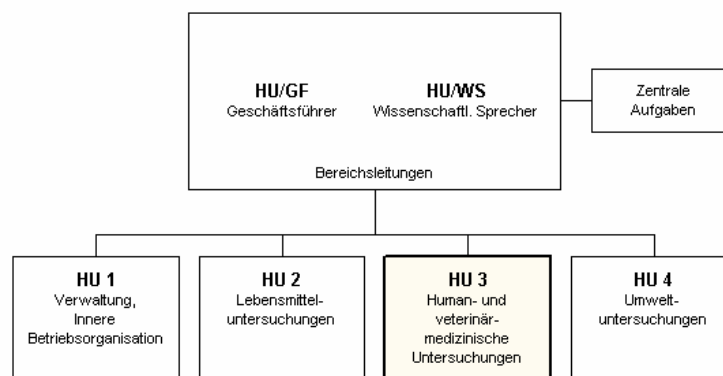 HU/GF
Geschäftsführer
HU/WS
Wissenschaftl. Sprecher
Bereichsleitungen
Zentrale
Aufgaben
HU 1
Verwaltung,
Innere
Betriebsorganisation
HU 2
Lebensmittel-
untersuchungen
HU 3
Human- und
veterinär-
medizinische
Untersuchungen
HU 4
Umwelt-
untersuchungen